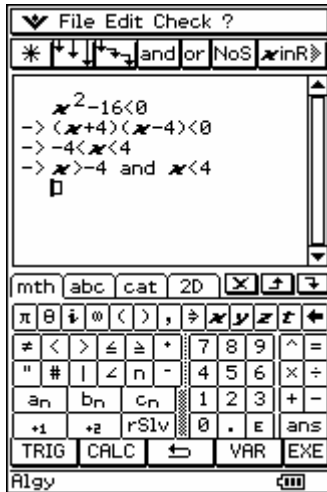 File Edit Check ?
and or NoS xinR
x²-16<0
-> (x+4)(x-4)<0
-> -4<x<4
-> x>-4 and x<4
mth abc cat 2D
π θ i ∞ ( ) , ⇒ x y z t ←
≠ < > ≤ ≥ 7 8 9 ^ =
" # | ∠ 4 5 6 × ÷
an bn cn 1 2 3 + -
+1 +2 rSlv 0 . E ans
TRIG CALC VAR EXE
Algy